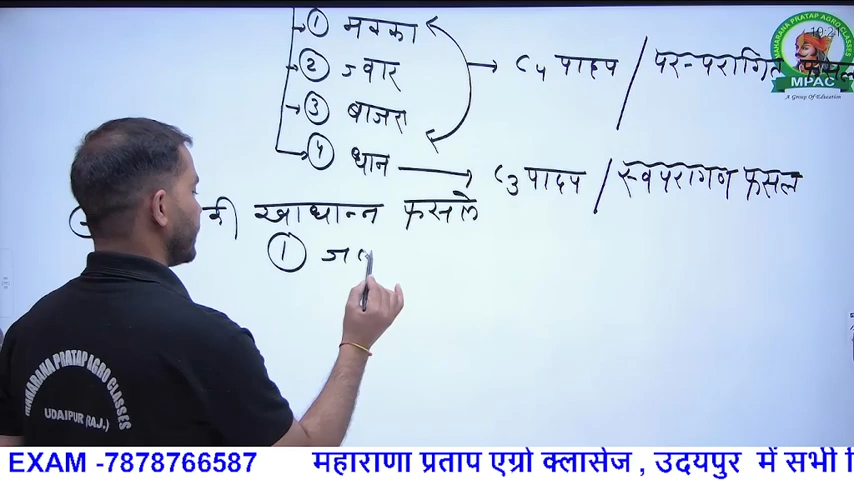 ① मक्का
② ज्वार → C4 पादप / पर-परागित फसल
③ बाजरा
④ धान → C3 पादप / स्वपरागण फसल
की खाधान्न फसले
① ज
MAHARANA PRATAP AGRO CLASSES
MPAC
A Group Of Education
MAHARANA PRATAP AGRO CLASSES
UDAIPUR (RAJ.)
EXAM -7878766587 महाराणा प्रताप एग्रो क्लासेज , उदयपुर में सभी